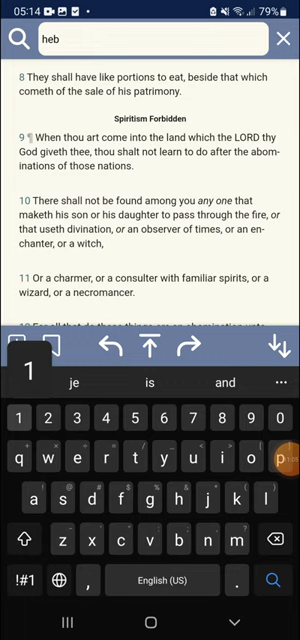 05:14 79%
heb
8 They shall have like portions to eat, beside that which
cometh of the sale of his patrimony.
Spiritism Forbidden
9 ¶ When thou art come into the land which the LORD thy
God giveth thee, thou shalt not learn to do after the abom-
inations of those nations.
10 There shall not be found among you any one that
maketh his son or his daughter to pass through the fire, or
that useth divination, or an observer of times, or an en-
chanter, or a witch,
11 Or a charmer, or a consulter with familiar spirits, or a
wizard, or a necromancer.
1
je is and
1 2 3 4 5 6 7 8 9 0
q w e r t y u i o p
a s d f g h j k l
z x c v b n m
!#1 , English (US) .